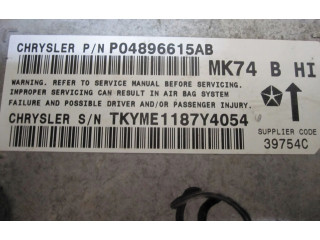 CHRYSLER P/N P04896615AB
MK74 B HI
WARNING. REFER TO SERVICE MANUAL BEFORE SERVICING.
IMPROPER SERVICING CAN RESULT IN AIR BAG SYSTEM
FAILURE AND POSSIBLE DRIVER AND/OR PASSENGER INJURY.
CHRYSLER S/N TKYME1187Y4054
SUPPLIER CODE
39754C